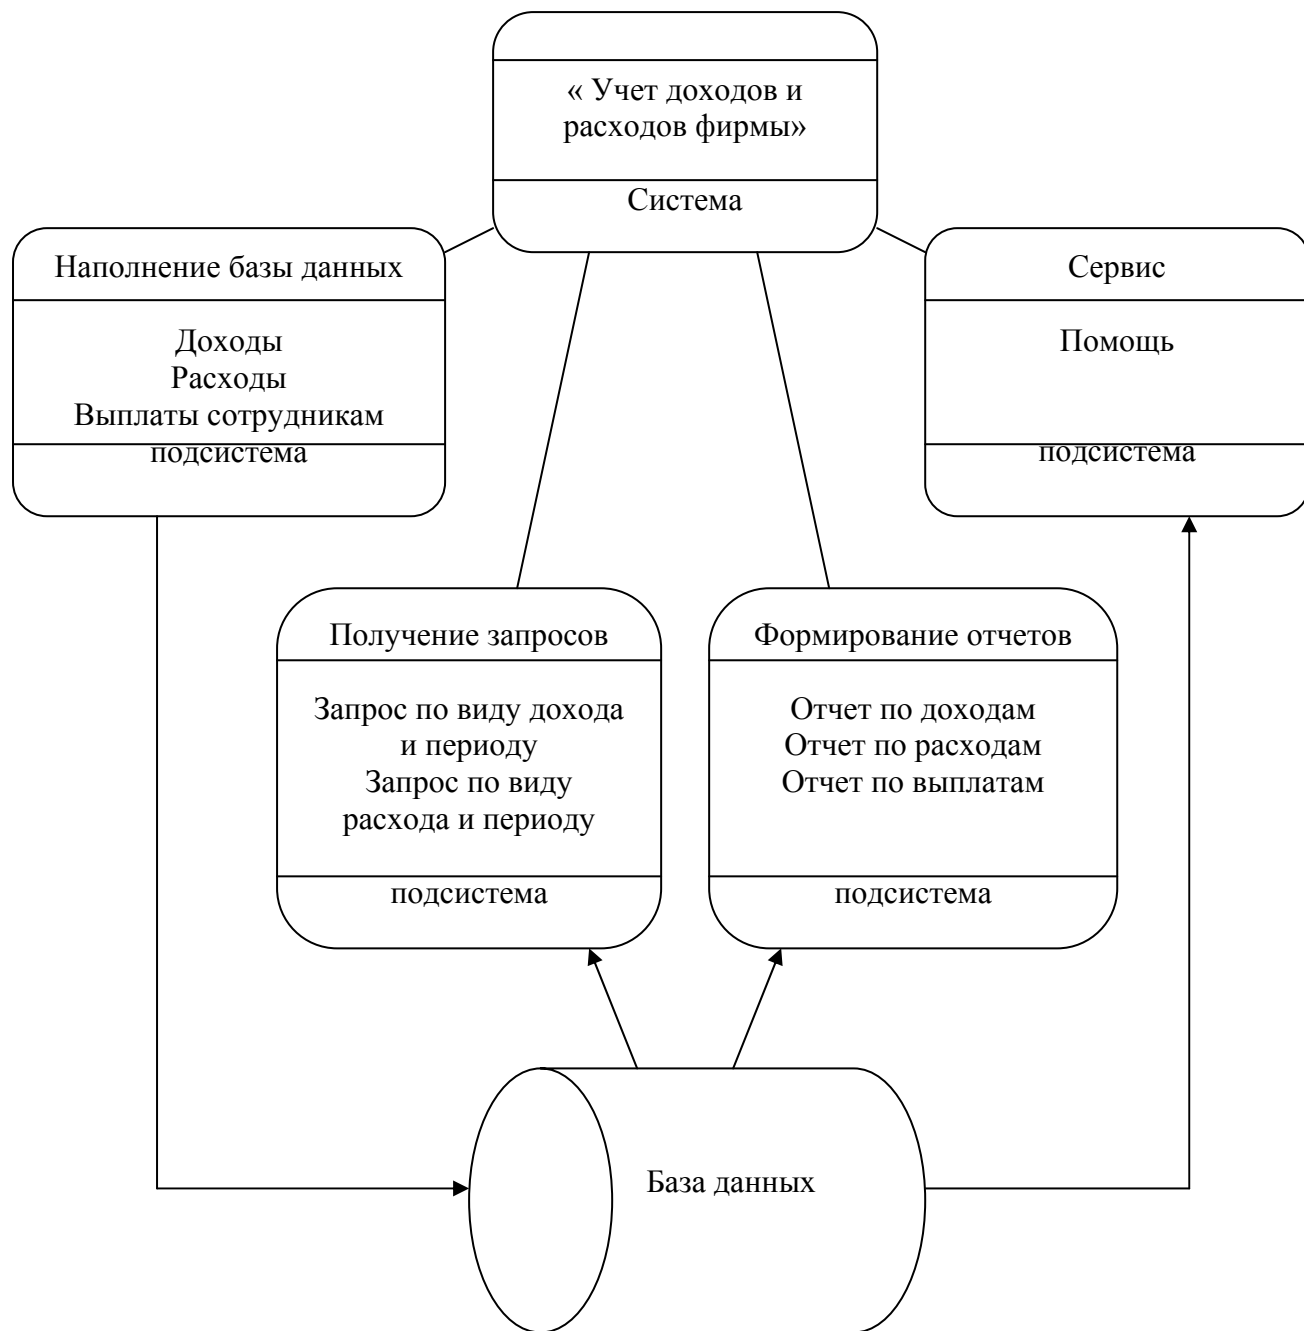 « Учет доходов и
расходов фирмы»
Система
Наполнение базы данных
Доходы
Расходы
Выплаты сотрудникам
подсистема
Сервис
Помощь
подсистема
Получение запросов
Запрос по виду дохода
и периоду
Запрос по виду
расхода и периоду
подсистема
Формирование отчетов
Отчет по доходам
Отчет по расходам
Отчет по выплатам
подсистема
База данных